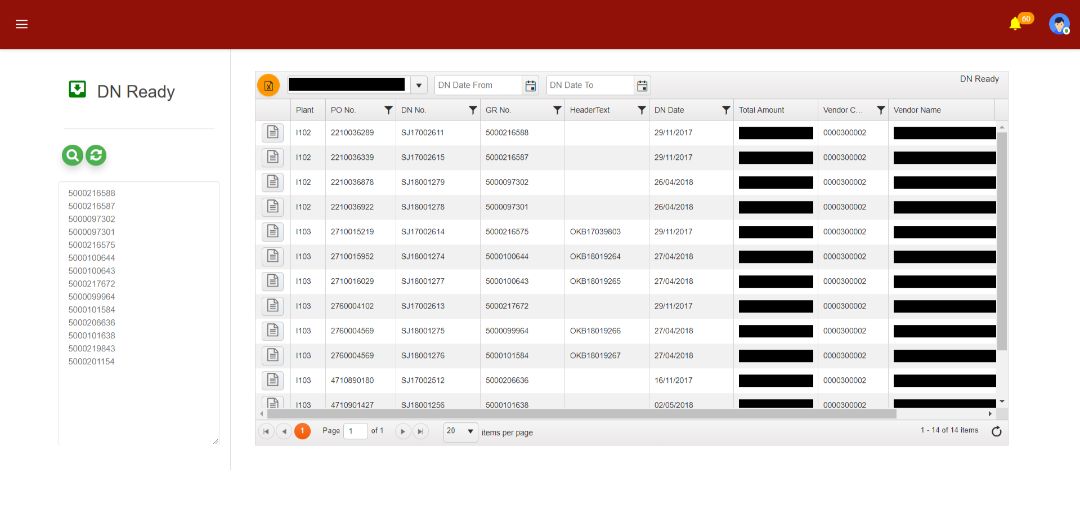 60
DN Ready
5000216588
5000216587
5000097302
5000097301
5000216575
5000100644
5000100643
5000217672
5000099964
5000101584
5000206636
5000101638
5000219843
5000201154
DN Date From DN Date To DN Ready
Plant PO No. DN No. GR No. HeaderText DN Date Total Amount Vendor C... Vendor Name
I102 2210036289 SJ17002611 5000216588 29/11/2017 0000300002
I102 2210036339 SJ17002615 5000216587 29/11/2017 0000300002
I102 2210036878 SJ18001279 5000097302 26/04/2018 0000300002
I102 2210036922 SJ18001278 5000097301 26/04/2018 0000300002
I103 2710015219 SJ17002614 5000216575 OKB17039803 29/11/2017 0000300002
I103 2710015952 SJ18001274 5000100644 OKB18019264 27/04/2018 0000300002
I103 2710016029 SJ18001277 5000100643 OKB18019265 27/04/2018 0000300002
I103 2760004102 SJ17002613 5000217672 29/11/2017 0000300002
I103 2760004569 SJ18001275 5000099964 OKB18019266 27/04/2018 0000300002
I103 2760004569 SJ18001276 5000101584 OKB18019267 27/04/2018 0000300002
I103 4710890180 SJ17002512 5000206636 16/11/2017 0000300002
I103 4710901427 SJ18001256 5000101638 02/05/2018 0000300002
1 Page 1 of 1 20 items per page 1 - 14 of 14 items